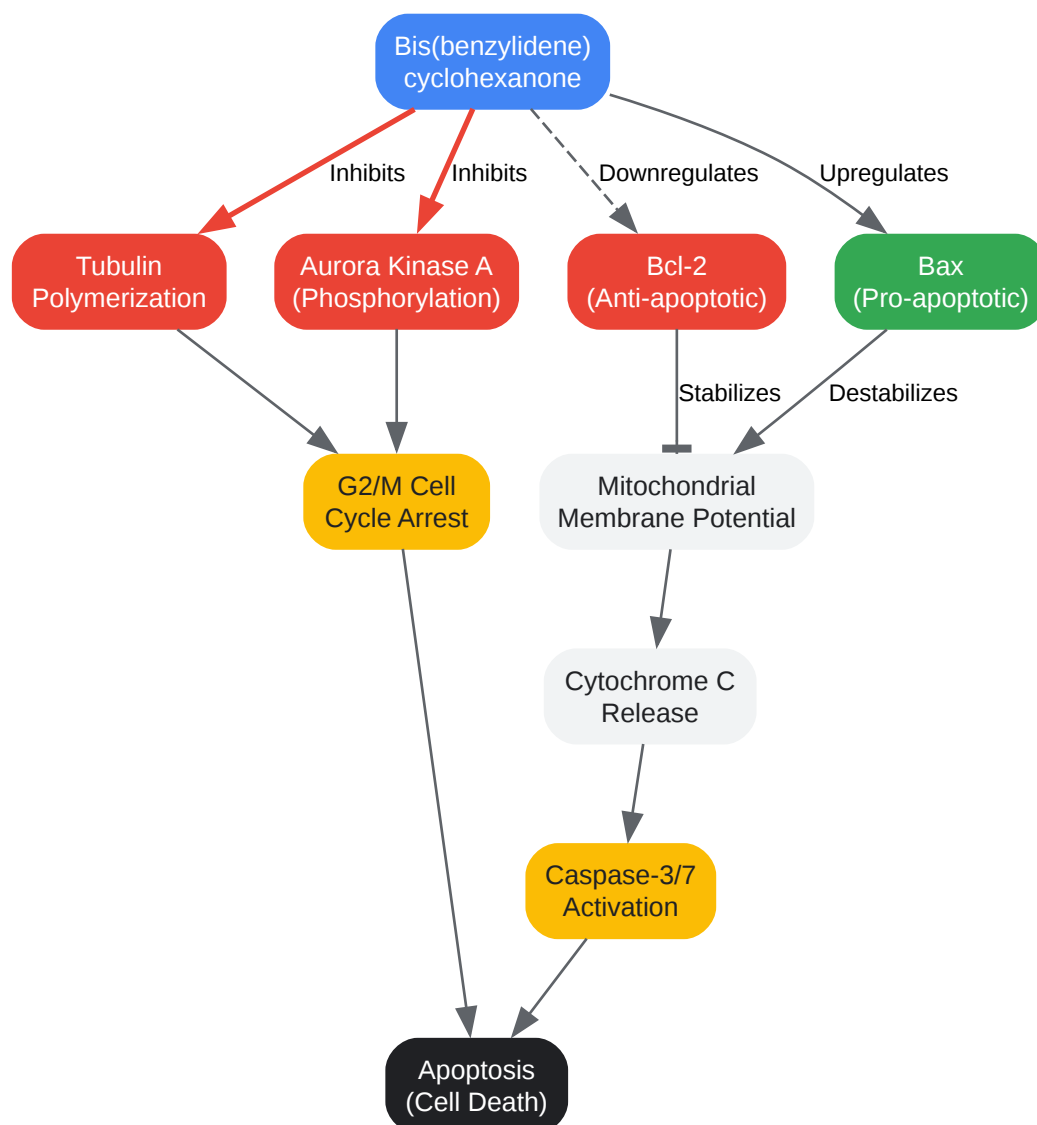 Bis(benzylidene)
cyclohexanone
Inhibits
Inhibits
Downregulates
Upregulates
Tubulin
Polymerization
Aurora Kinase A
(Phosphorylation)
Bcl-2
(Anti-apoptotic)
Bax
(Pro-apoptotic)
Stabilizes
Destabilizes
G2/M Cell
Cycle Arrest
Mitochondrial
Membrane Potential
Cytochrome C
Release
Caspase-3/7
Activation
Apoptosis
(Cell Death)